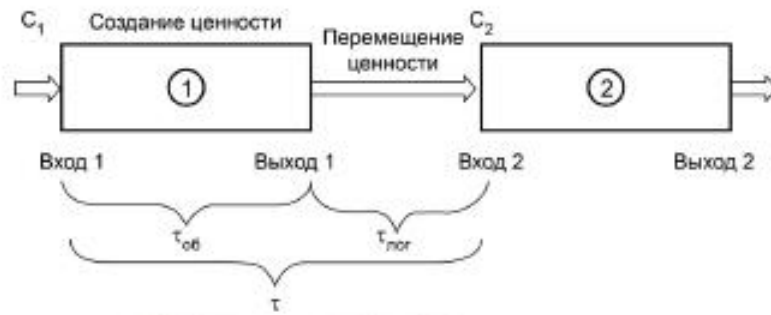 C₁ Создание ценности C₂
Перемещение
ценности
1 2
Вход 1 Выход 1 Вход 2 Выход 2
τоб τлог
τ